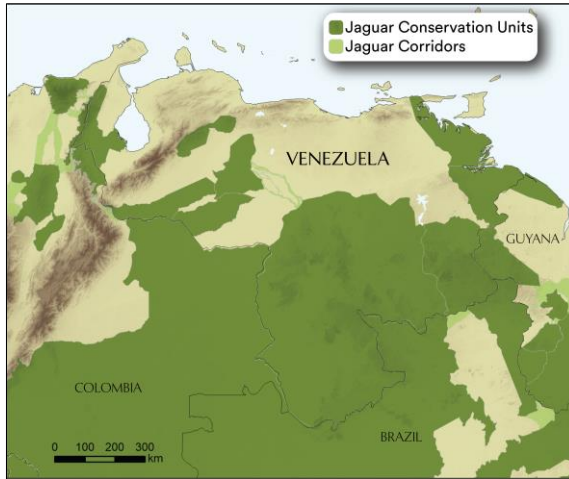 Jaguar Conservation Units
Jaguar Corridors
VENEZUELA
GUYANA
COLOMBIA
BRAZIL
0 100 200 300
km